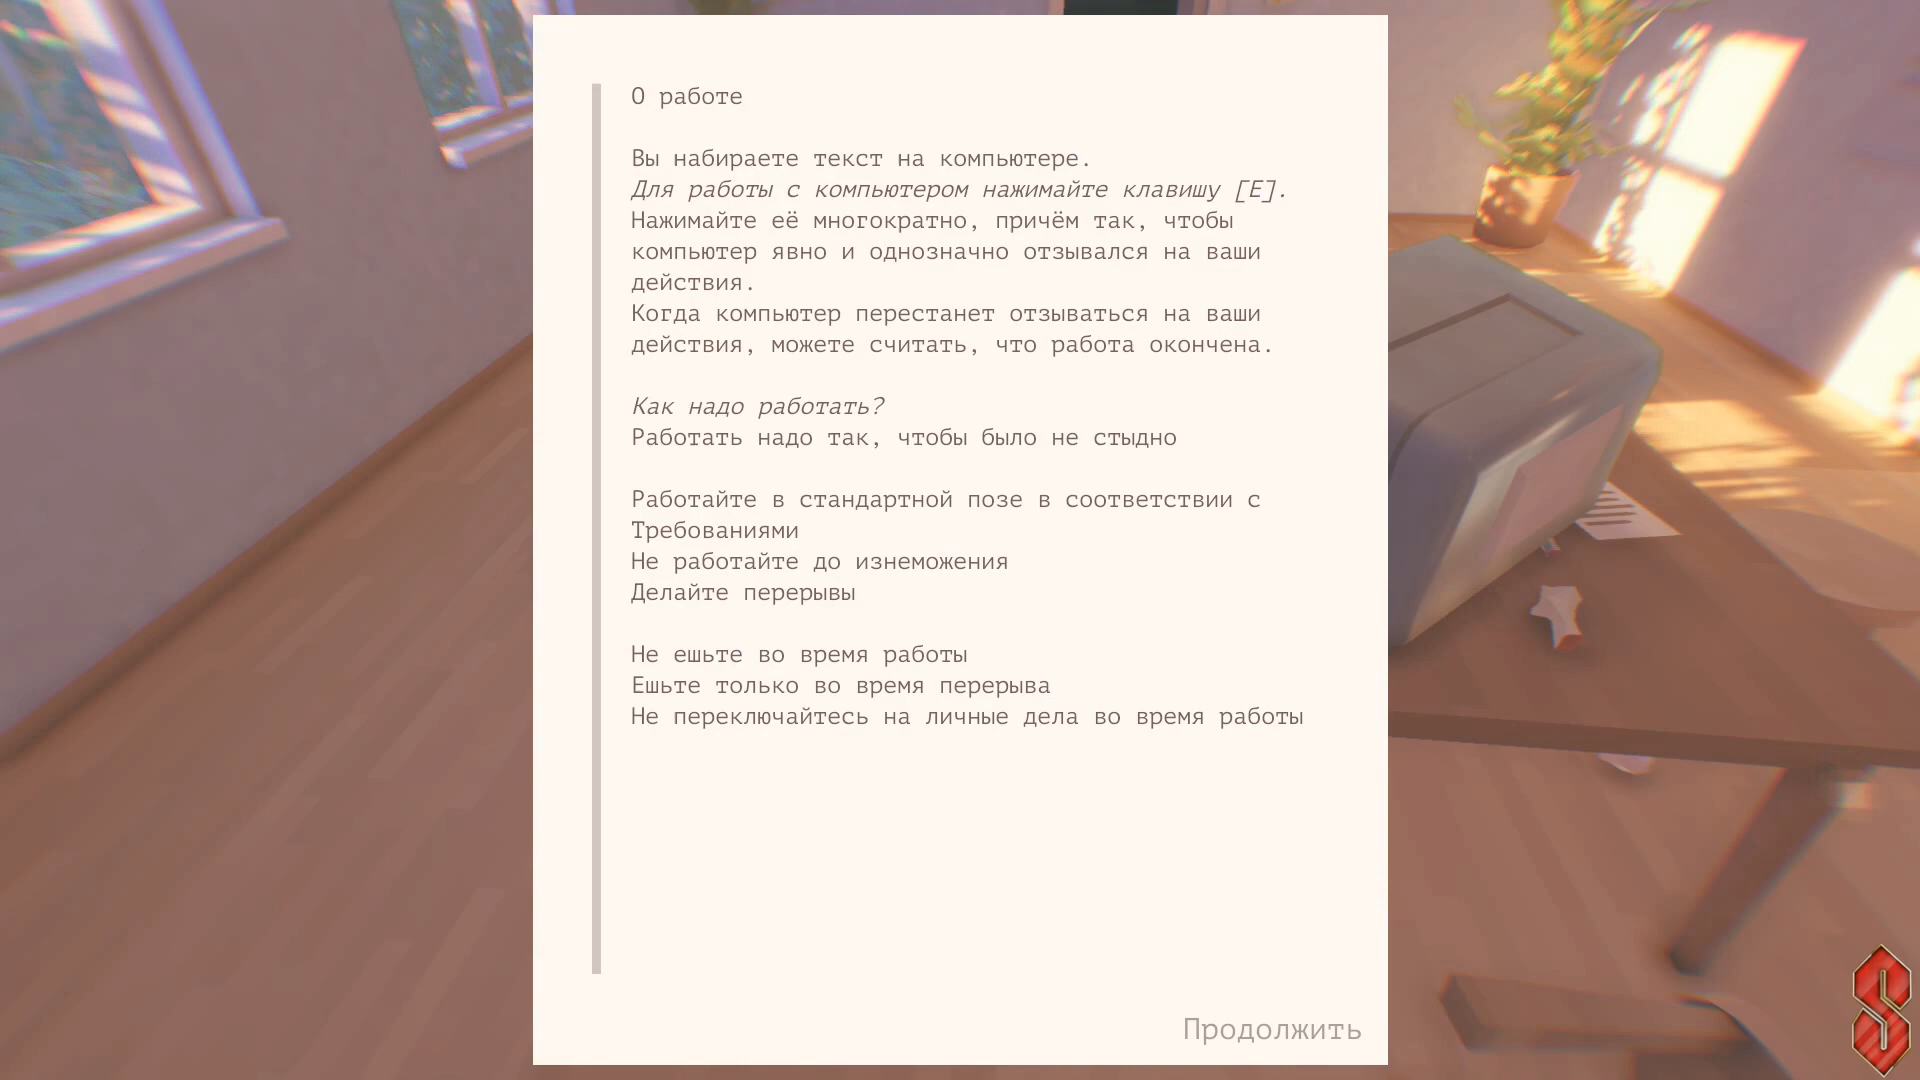 О работе
Вы набираете текст на компьютере.
Для работы с компьютером нажимайте клавишу [E].
Нажимайте её многократно, причём так, чтобы
компьютер явно и однозначно отзывался на ваши
действия.
Когда компьютер перестанет отзываться на ваши
действия, можете считать, что работа окончена.
Как надо работать?
Работать надо так, чтобы было не стыдно
Работайте в стандартной позе в соответствии с
Требованиями
Не работайте до изнеможения
Делайте перерывы
Не ешьте во время работы
Ешьте только во время перерыва
Не переключайтесь на личные дела во время работы
Продолжить